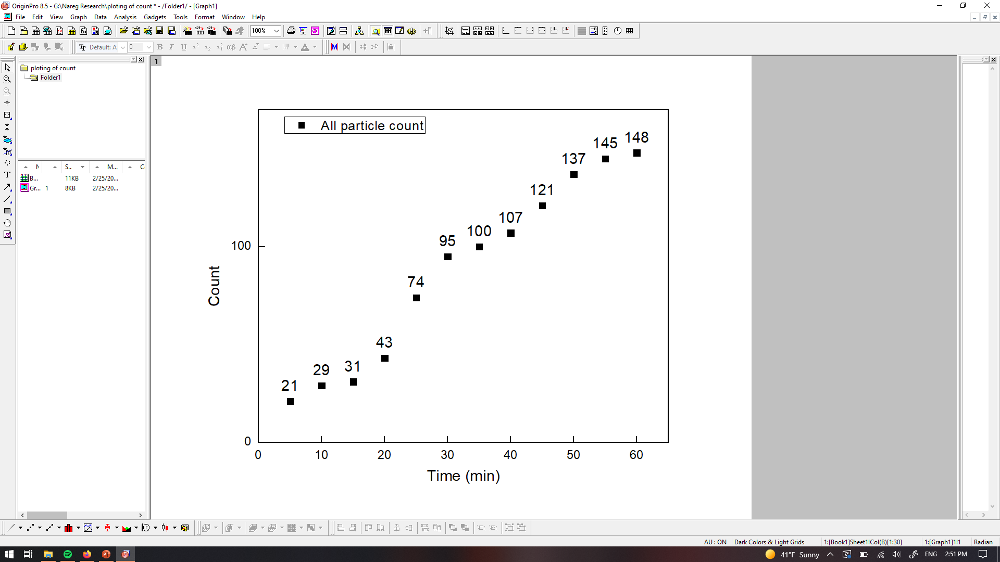 OriginPro 8.5 - G:\Nareg Research\ploting of count * - /Folder1/ - [Graph1]
File Edit View Graph Data Analysis Gadgets Tools Format Window Help
100%
Default: A 0 B I U x² x₂ αβ A A A M
ploting of count
Folder1
N S.. M... C
B... 11KB 2/25/20...
Gr... 1 8KB 2/25/20...
T
1
All particle count
148
145
137
121
107
100
95
74
43
31
29
21
100
0
Count
0 10 20 30 40 50 60
Time (min)
AU : ON Dark Colors & Light Grids 1:[Book1]Sheet1!Col(B)[1:30] 1:[Graph1]1!1 Radian
41°F Sunny ENG 2:51 PM